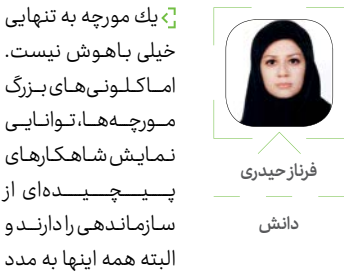 یك مورچه به تنهایی
خیلی باهوش نیست.
اما کلونی‌های بزرگ
مورچه‌ها، توانایی
نمایش شاهکارهای
پیچیده‌ای از
سازماندهی را دارند و
البته همه اینها به مدد
فرناز حیدری
دانش